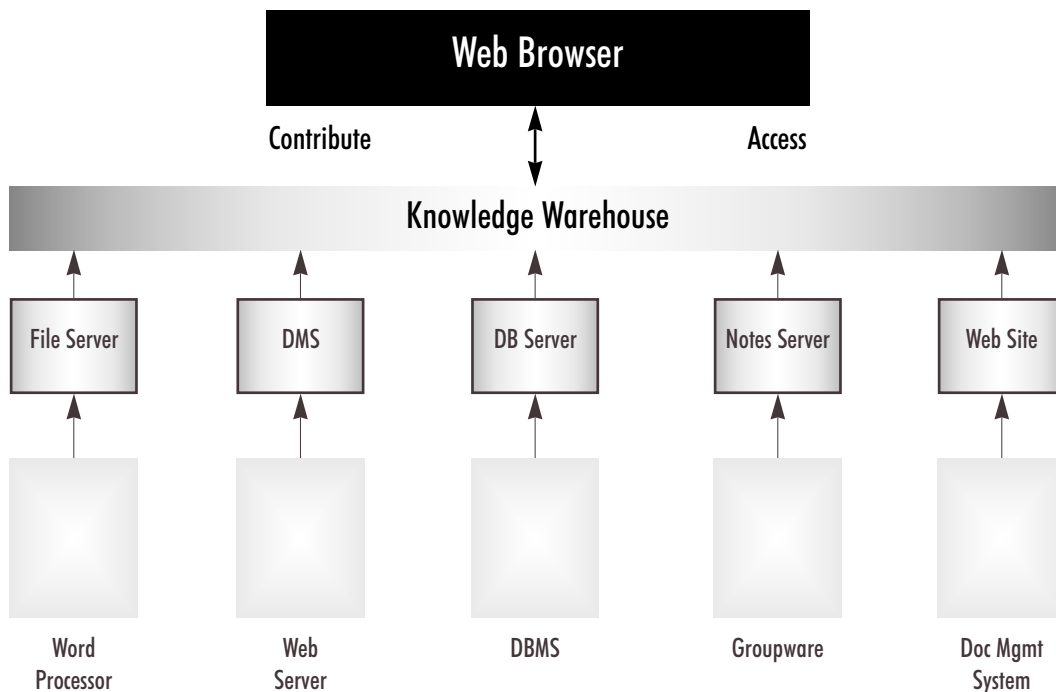 Web Browser
Contribute
Access
Knowledge Warehouse
File Server
DMS
DB Server
Notes Server
Web Site
Word
Processor
Web
Server
DBMS
Groupware
Doc Mgmt
System